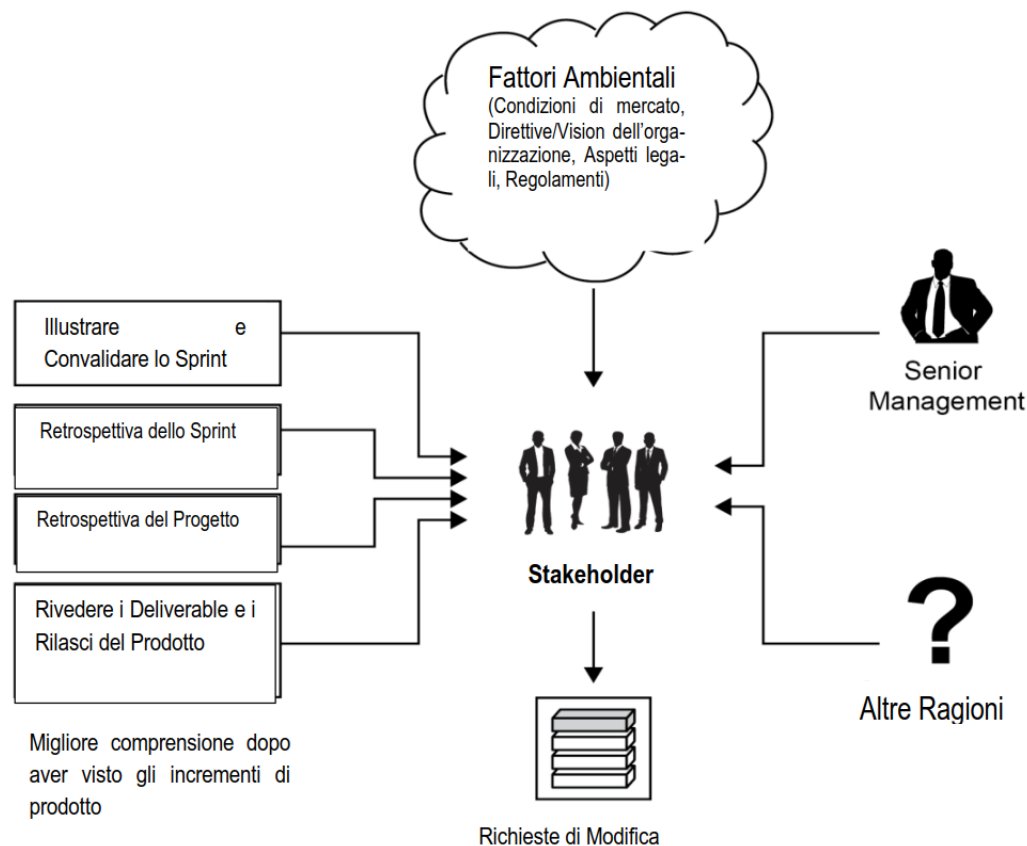 Fattori Ambientali
(Condizioni di mercato,
Direttive/Vision dell'orga-
nizzazione, Aspetti lega-
li, Regolamenti)
Illustrare e
Convalidare lo Sprint
Senior
Management
Retrospettiva dello Sprint
Retrospettiva del Progetto
Stakeholder
Rivedere i Deliverable e i
Rilasci del Prodotto
?
Altre Ragioni
Migliore comprensione dopo
aver visto gli incrementi di
prodotto
Richieste di Modifica